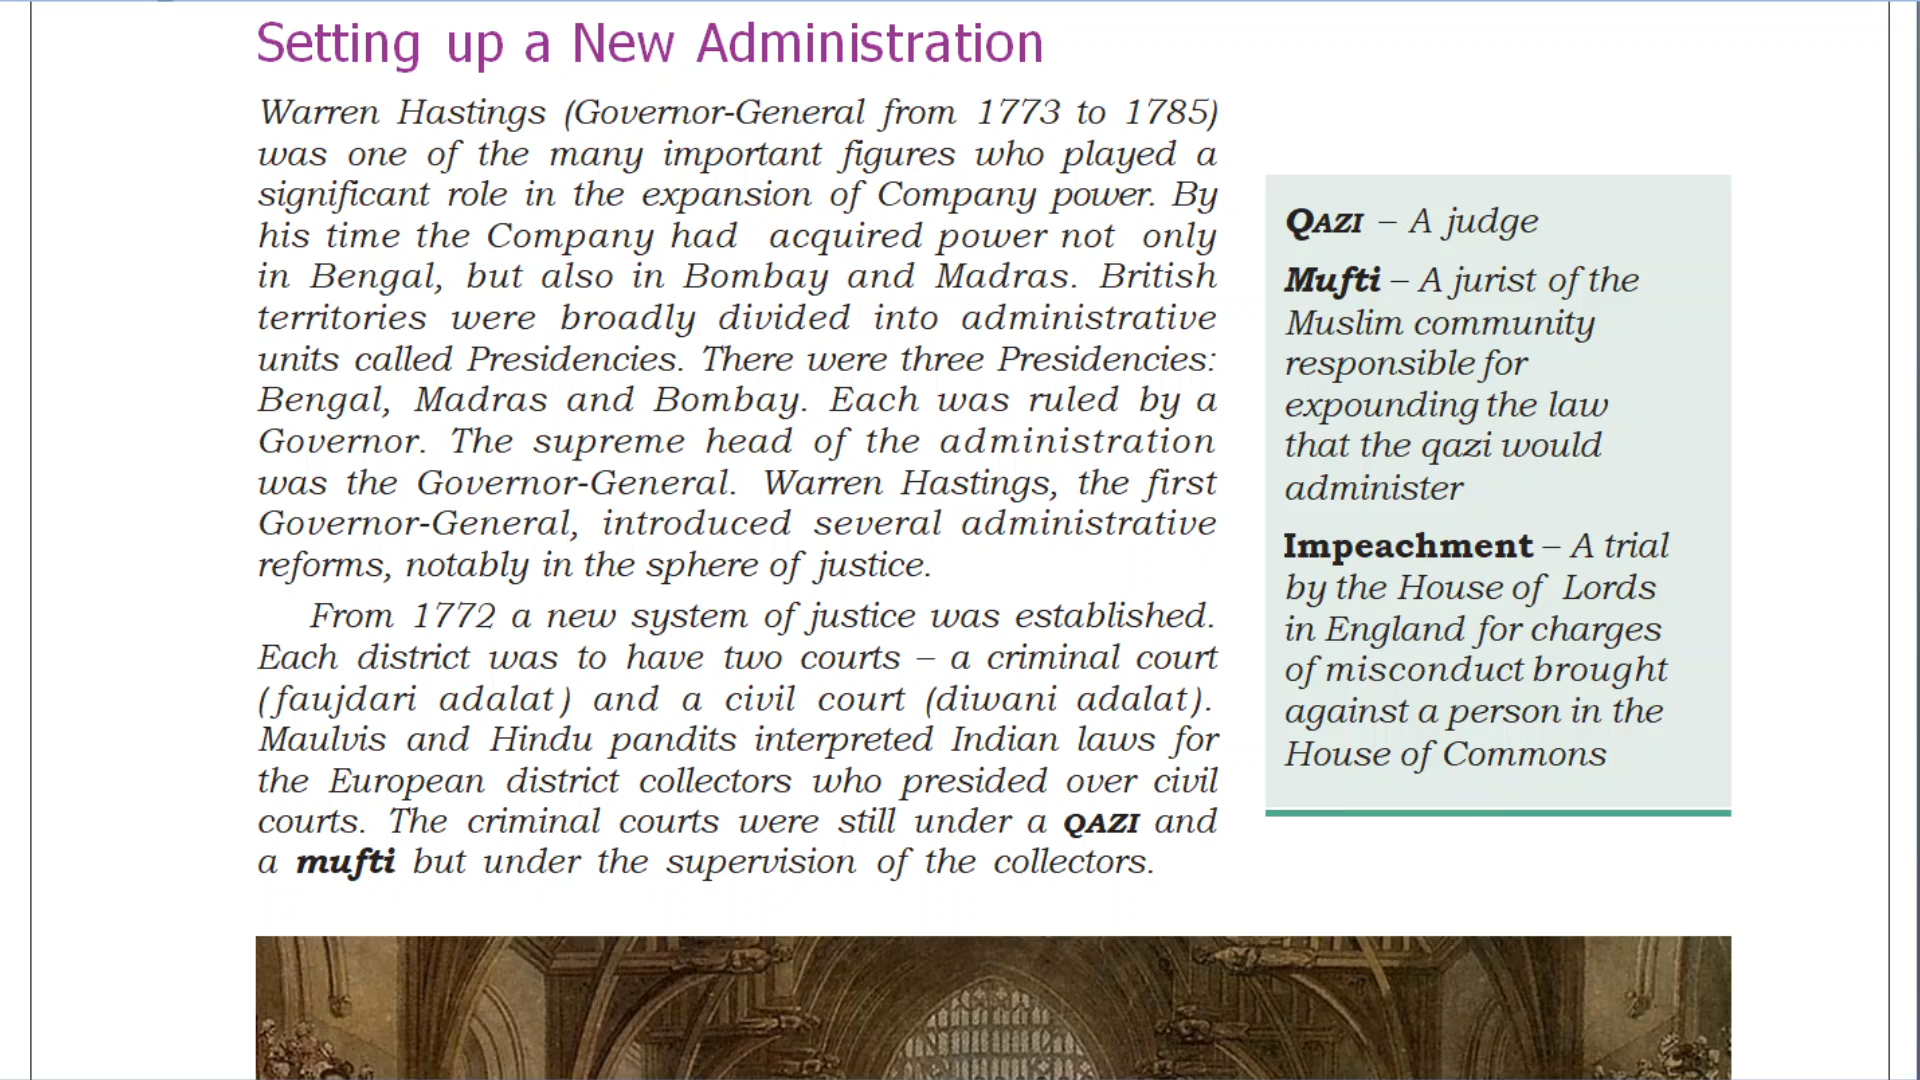 Setting up a New Administration
Warren Hastings (Governor-General from 1773 to 1785)
was one of the many important figures who played a
significant role in the expansion of Company power. By
his time the Company had acquired power not only
in Bengal, but also in Bombay and Madras. British
territories were broadly divided into administrative
units called Presidencies. There were three Presidencies:
Bengal, Madras and Bombay. Each was ruled by a
Governor. The supreme head of the administration
was the Governor-General. Warren Hastings, the first
Governor-General, introduced several administrative
reforms, notably in the sphere of justice.
From 1772 a new system of justice was established.
Each district was to have two courts – a criminal court
(faujdari adalat) and a civil court (diwani adalat).
Maulvis and Hindu pandits interpreted Indian laws for
the European district collectors who presided over civil
courts. The criminal courts were still under a QAZI and
a mufti but under the supervision of the collectors.
QAZI – A judge
Mufti – A jurist of the
Muslim community
responsible for
expounding the law
that the qazi would
administer
Impeachment – A trial
by the House of Lords
in England for charges
of misconduct brought
against a person in the
House of Commons